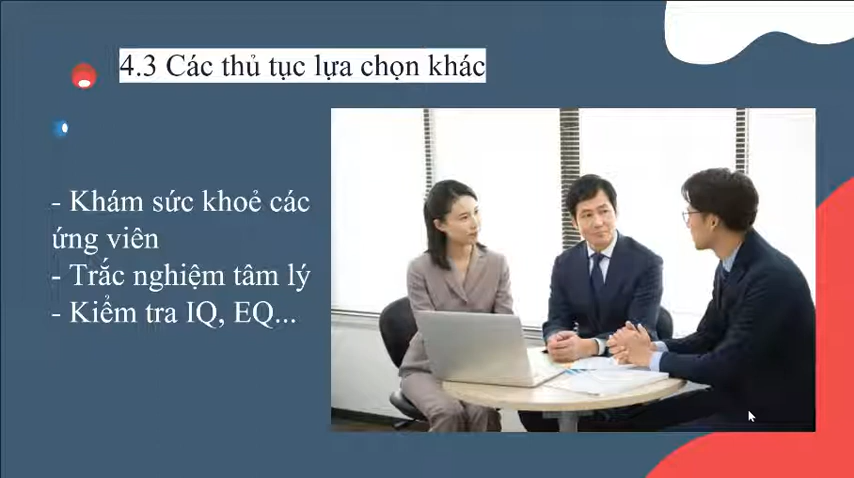 4.3 Các thủ tục lựa chọn khác
- Khám sức khoẻ các
ứng viên
- Trắc nghiệm tâm lý
- Kiểm tra IQ, EQ...